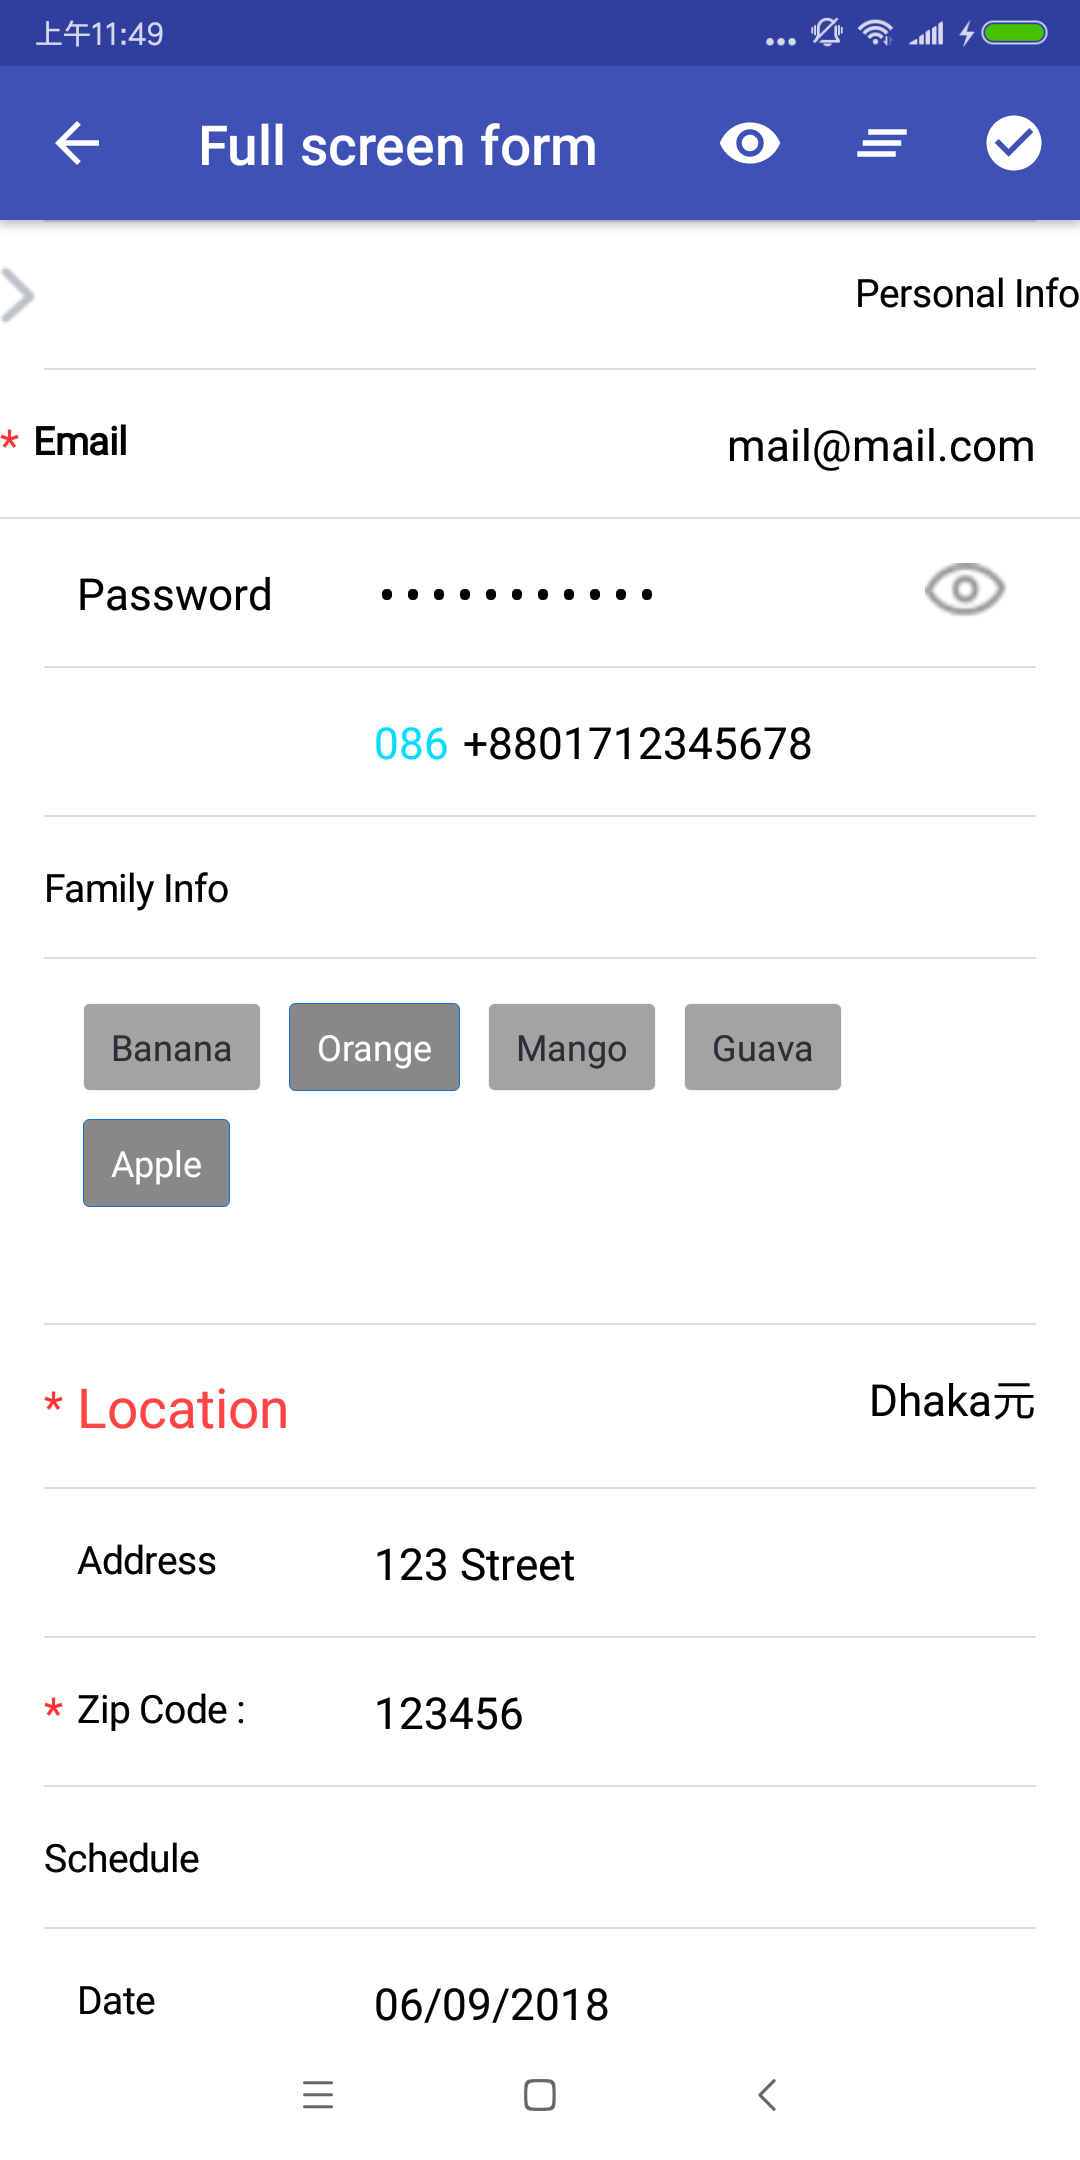 上午11:49
Full screen form
Personal Info
* Email mail@mail.com
Password •••••••••••
086 +8801712345678
Family Info
Banana Orange Mango Guava
Apple
* Location Dhaka元
Address 123 Street
* Zip Code : 123456
Schedule
Date 06/09/2018